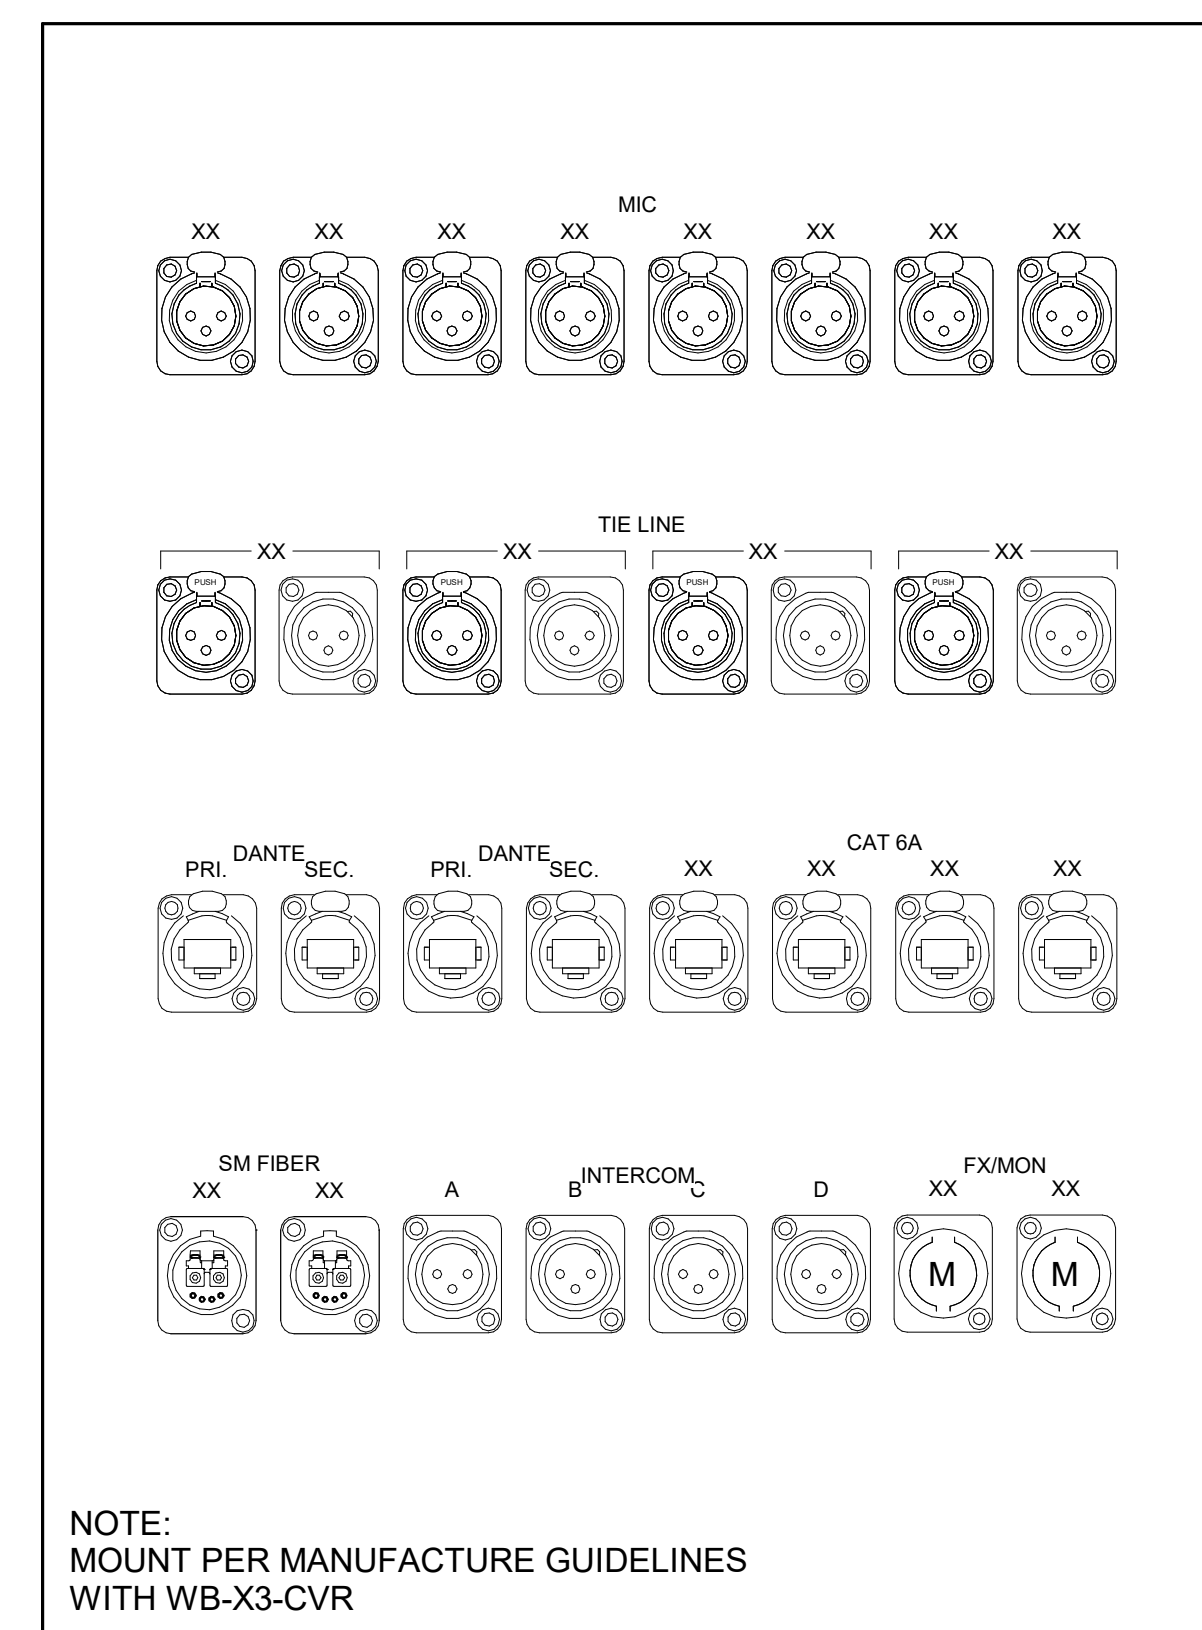 MIC
XX XX XX XX XX XX XX XX
TIE LINE
XX XX XX XX
PUSH PUSH PUSH PUSH
DANTE DANTE CAT 6A
PRI. SEC. PRI. SEC. XX XX XX XX
SM FIBER INTERCOM FX/MON
XX XX A B C D XX XX
M M
NOTE:
MOUNT PER MANUFACTURE GUIDELINES
WITH WB-X3-CVR